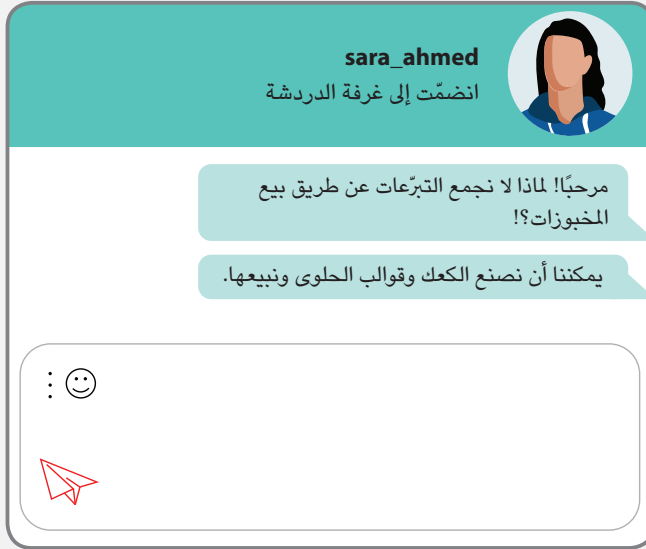 sara_ahmed
انضمّت إلى غرفة الدردشة
مرحبًا! لماذا لا نجمع التبرّعات عن طريق بيع
المخبوزات؟!
يمكننا أن نصنع الكعك وقوالب الحلوى ونبيعها.